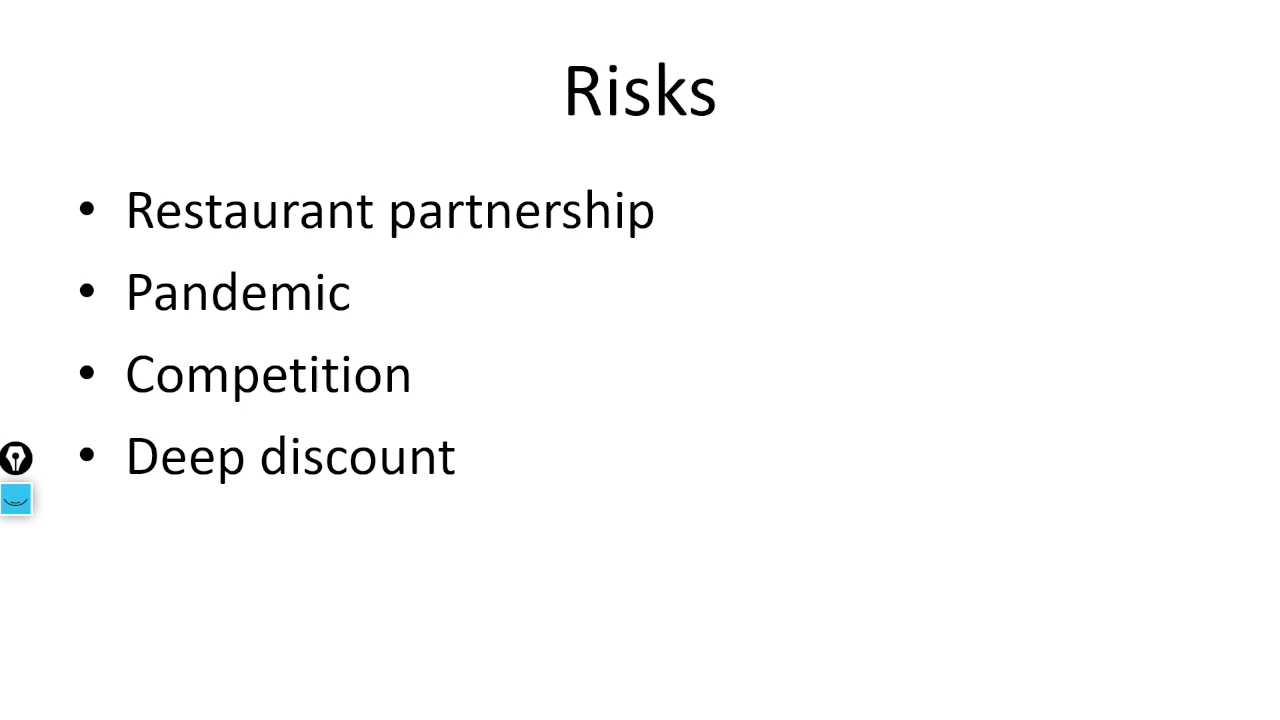 Risks
• Restaurant partnership
• Pandemic
• Competition
• Deep discount